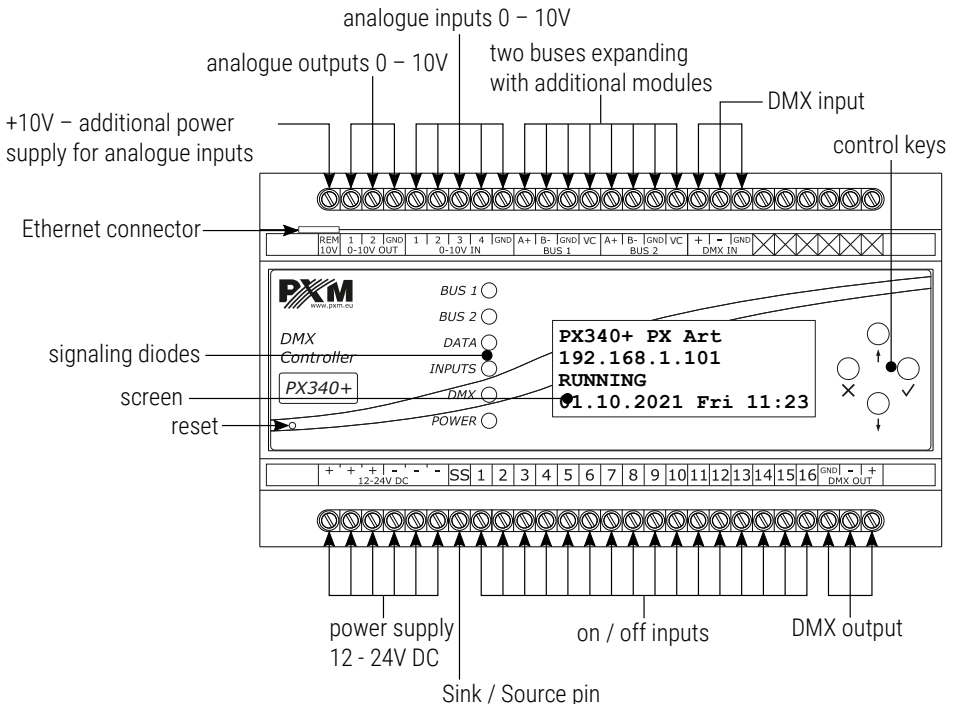 analogue inputs 0 – 10V
analogue outputs 0 – 10V
two buses expanding
with additional modules
DMX input
+10V – additional power
supply for analogue inputs
control keys
Ethernet connector
REM 1 2 GND 1 2 3 4 GND A+ B- GND VC A+ B- GND VC + - GND
10V 0-10V OUT 0-10V IN BUS 1 BUS 2 DMX IN
PXM
www.pxm.eu
BUS 1
BUS 2
DMX
Controller
DATA
signaling diodes
INPUTS
PX340+
DMX
screen
POWER
reset
PX340+ PX Art
192.168.1.101
RUNNING
01.10.2021 Fri 11:23
+ + + - - - SS 1 2 3 4 5 6 7 8 9 10 11 12 13 14 15 16 GND - +
12-24V DC DMX OUT
power supply
12 - 24V DC
on / off inputs
DMX output
Sink / Source pin